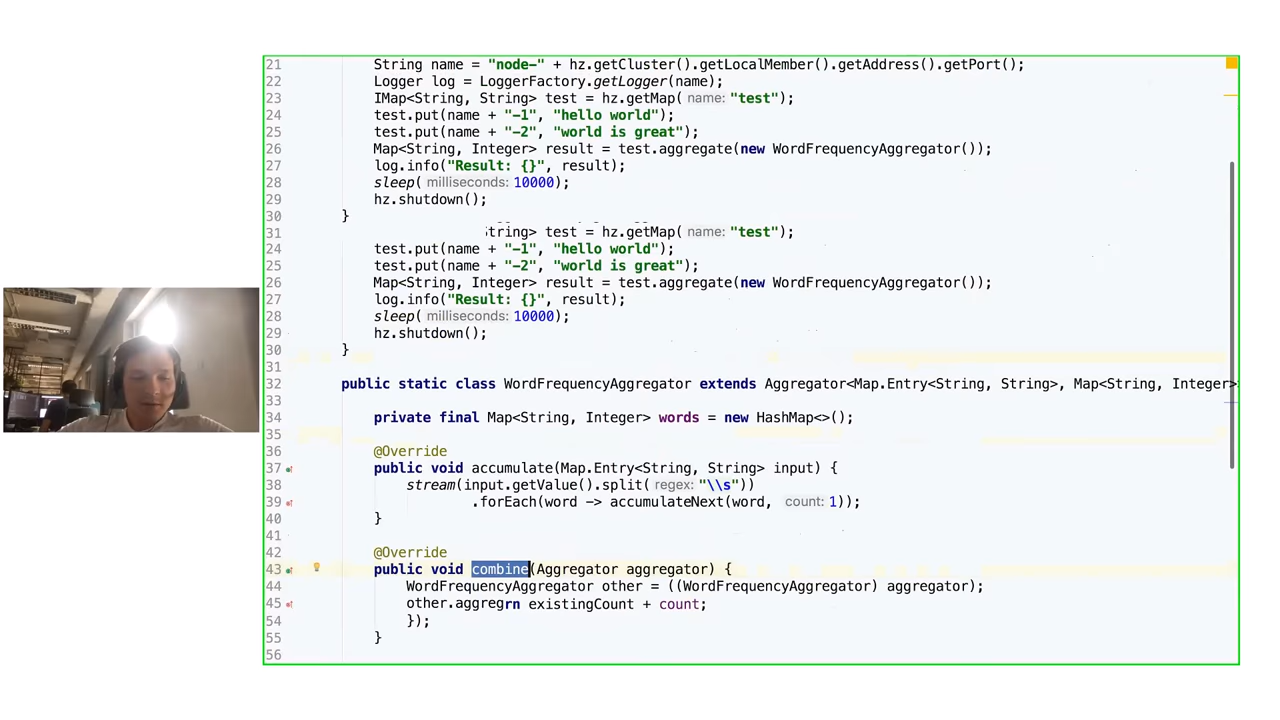 21 String name = "node-" + hz.getCluster().getLocalMember().getAddress().getPort();
22 Logger log = LoggerFactory.getLogger(name);
23 IMap<String, String> test = hz.getMap( name: "test");
24 test.put(name + "-1", "hello world");
25 test.put(name + "-2", "world is great");
26 Map<String, Integer> result = test.aggregate(new WordFrequencyAggregator());
27 log.info("Result: {}", result);
28 sleep( milliseconds: 10000);
29 hz.shutdown();
30 }
31 String> test = hz.getMap( name: "test");
24 test.put(name + "-1", "hello world");
25 test.put(name + "-2", "world is great");
26 Map<String, Integer> result = test.aggregate(new WordFrequencyAggregator());
27 log.info("Result: {}", result);
28 sleep( milliseconds: 10000);
29 hz.shutdown();
30 }
31
32 public static class WordFrequencyAggregator extends Aggregator<Map.Entry<String, String>, Map<String, Integer>
33
34 private final Map<String, Integer> words = new HashMap<>();
35
36 @Override
37 public void accumulate(Map.Entry<String, String> input) {
38 stream(input.getValue().split( regex: "\\s"))
39 .forEach(word -> accumulateNext(word, count: 1));
40 }
41
42 @Override
43 public void combine(Aggregator aggregator) {
44 WordFrequencyAggregator other = ((WordFrequencyAggregator) aggregator);
45 other.aggregrn existingCount + count;
54 });
55 }
56